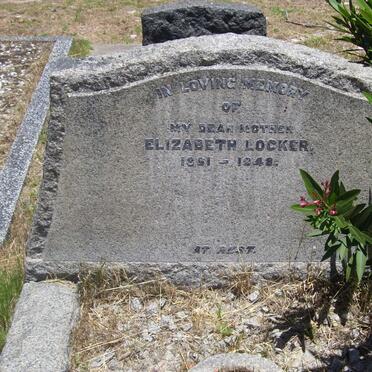 IN LOVING MEMORY
OF
MY DEAR MOTHER
ELIZABETH LOCKER.
1861 – 1948.
AT REST.